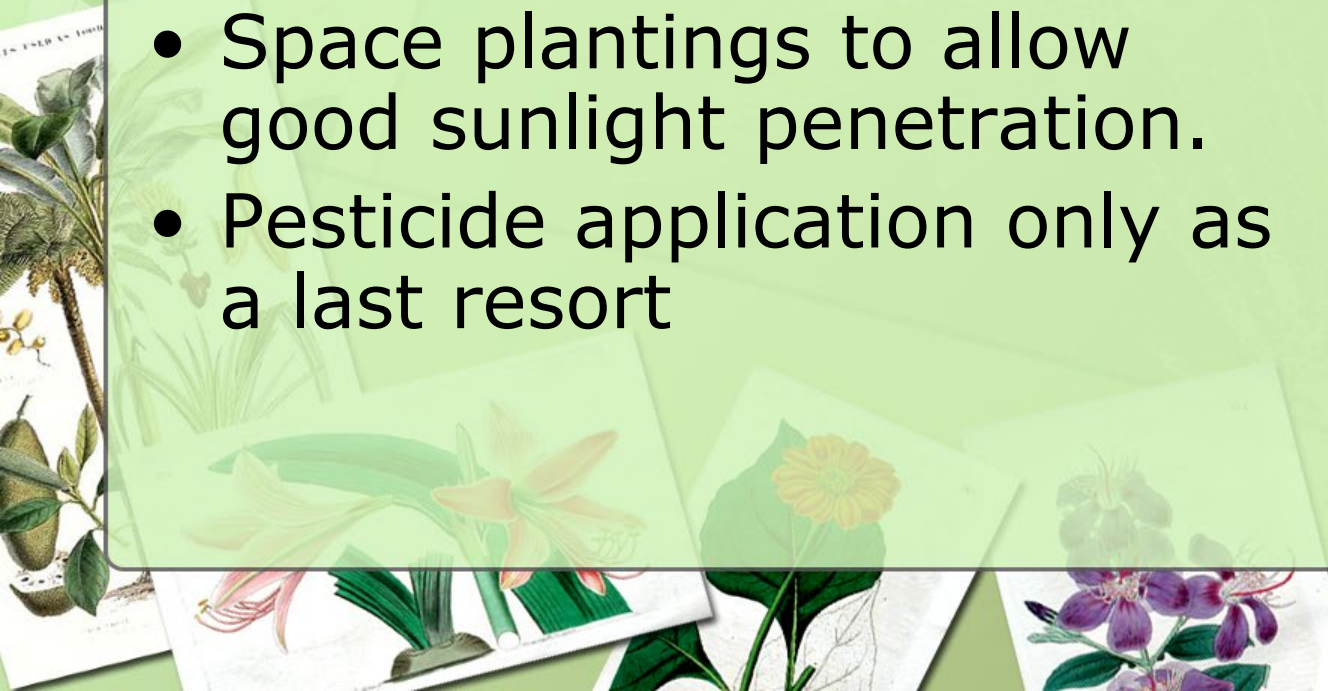 • Space plantings to allow
good sunlight penetration.
• Pesticide application only as
a last resort